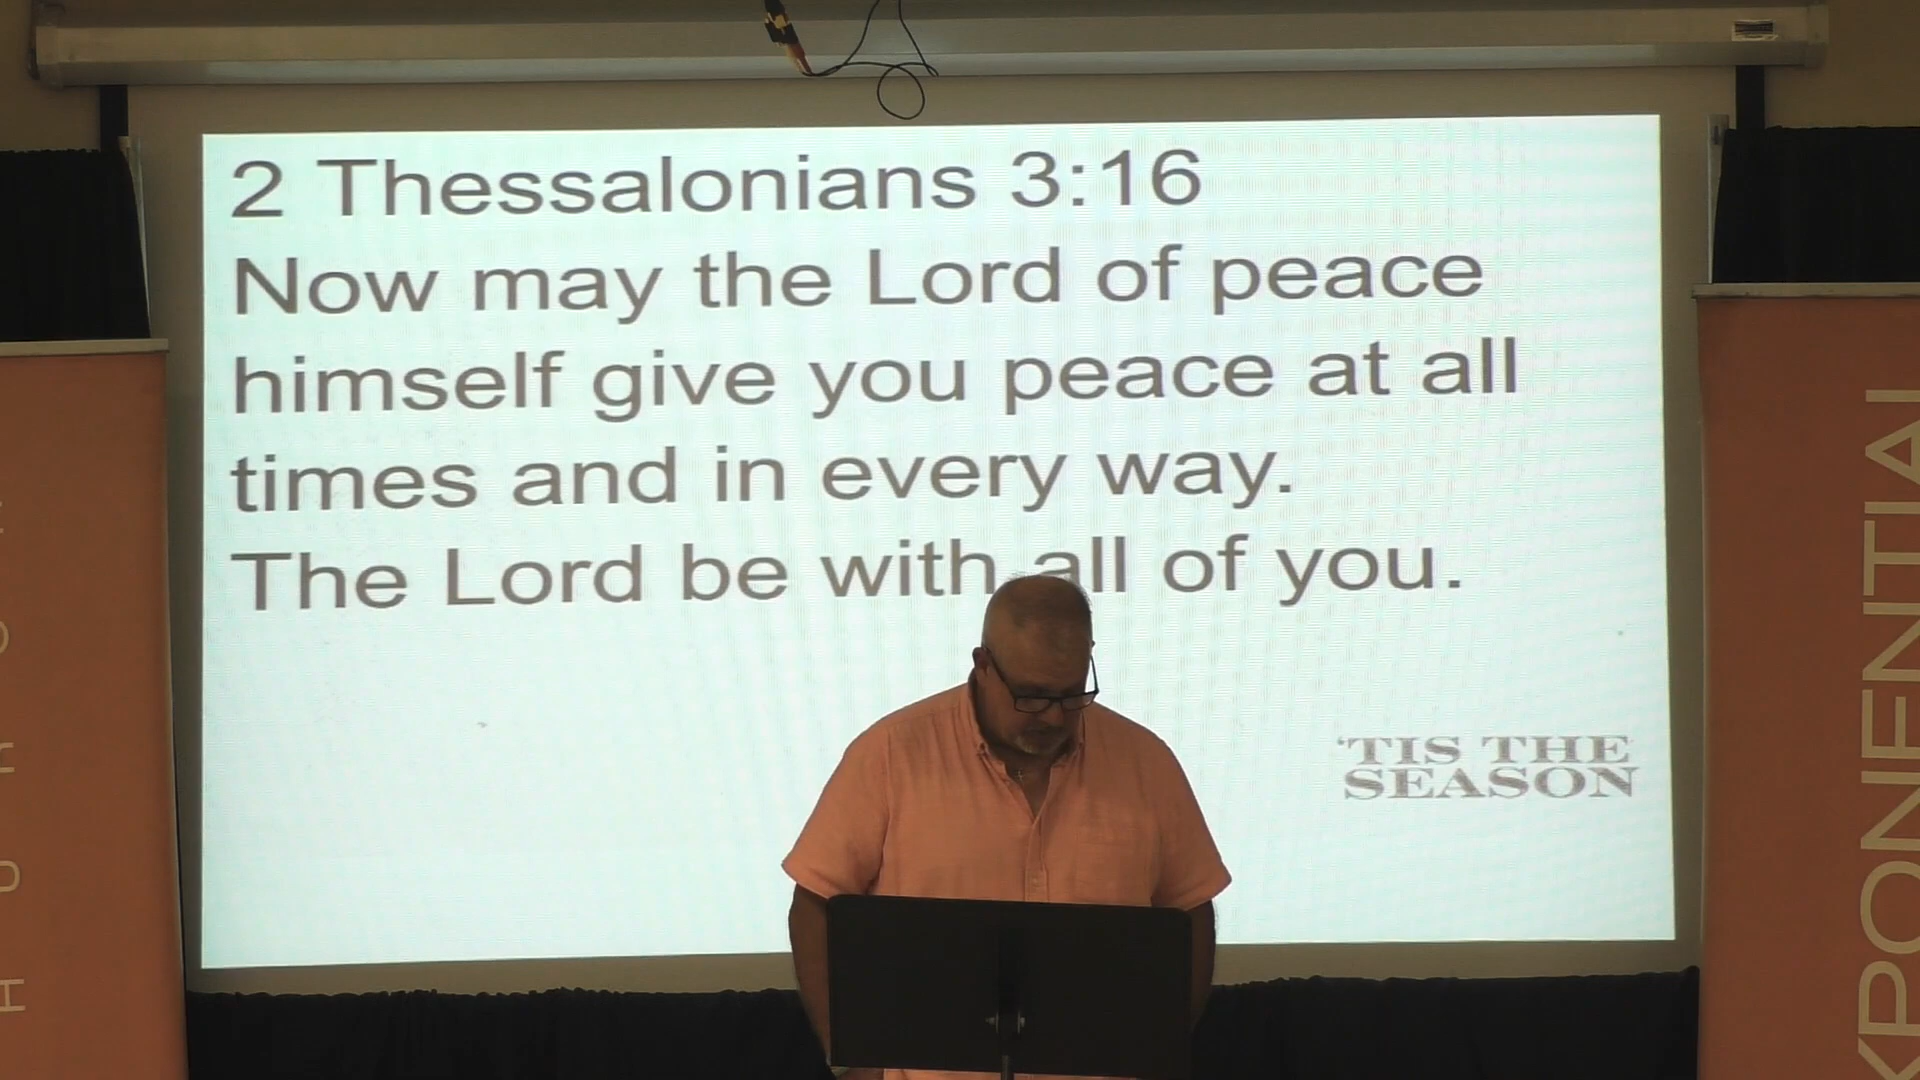 2 Thessalonians 3:16
Now may the Lord of peace
himself give you peace at all
times and in every way.
The Lord be with all of you.
‘TIS THE
SEASON
XPONENTIAL